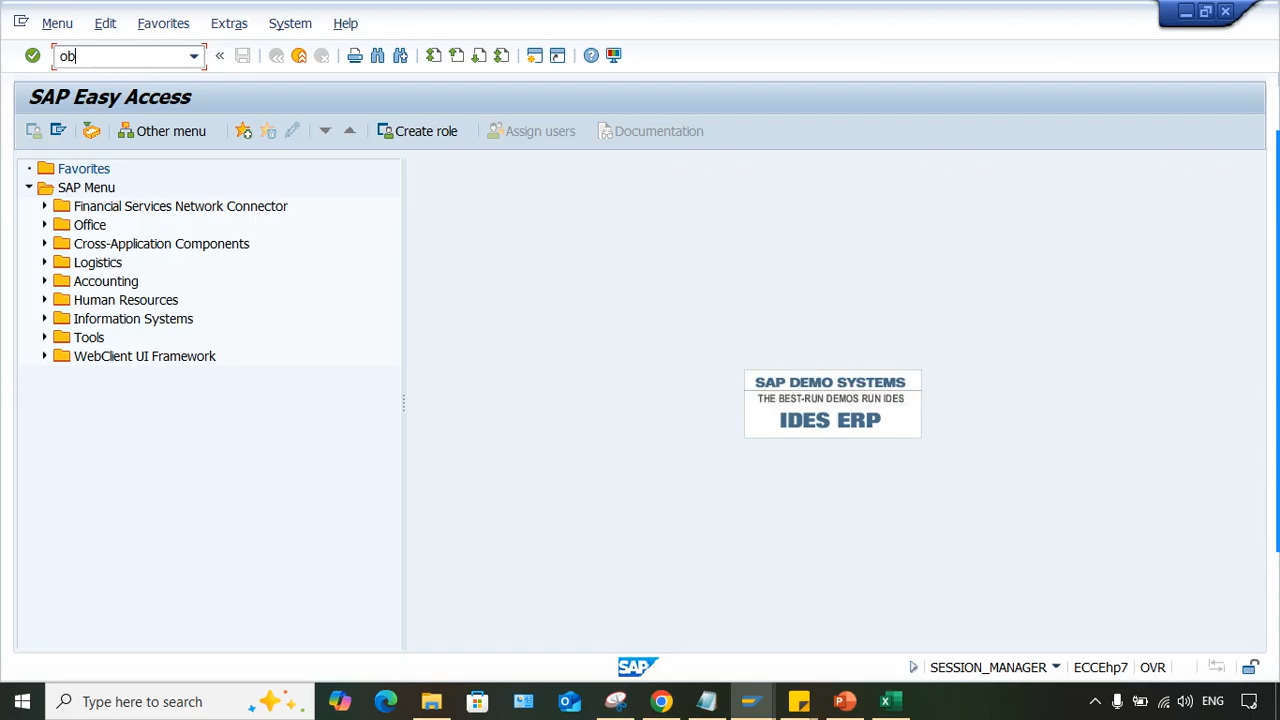 Menu Edit Favorites Extras System Help
ob
SAP Easy Access
Other menu Create role Assign users Documentation
Favorites
SAP Menu
Financial Services Network Connector
Office
Cross-Application Components
Logistics
Accounting
Human Resources
Information Systems
Tools
WebClient UI Framework
SAP DEMO SYSTEMS
THE BEST-RUN DEMOS RUN IDES
IDES ERP
SAP SESSION_MANAGER ECCEhp7 OVR
Type here to search ENG